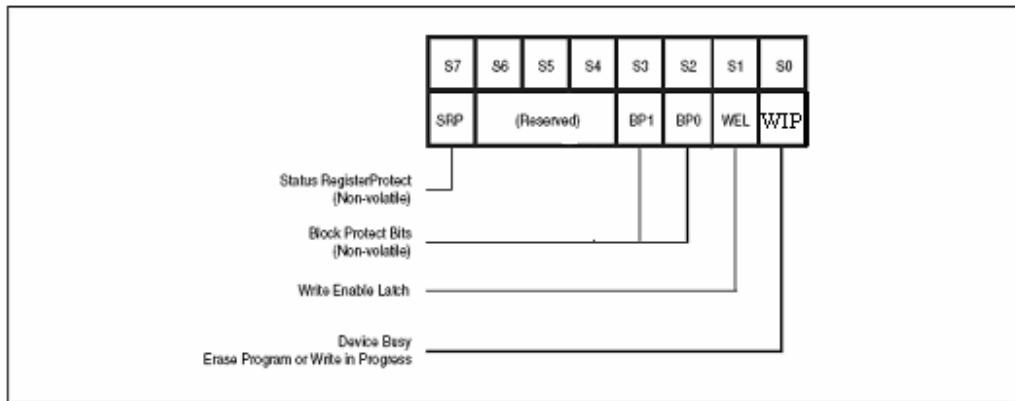 S7 S6 S5 S4 S3 S2 S1 S0
SRP (Reserved) BP1 BP0 WEL WIP
Status RegisterProtect
(Non-volatile)
Block Protect Bits
(Non-volatile)
Write Enable Latch
Device Busy
Erase Program or Write in Progress